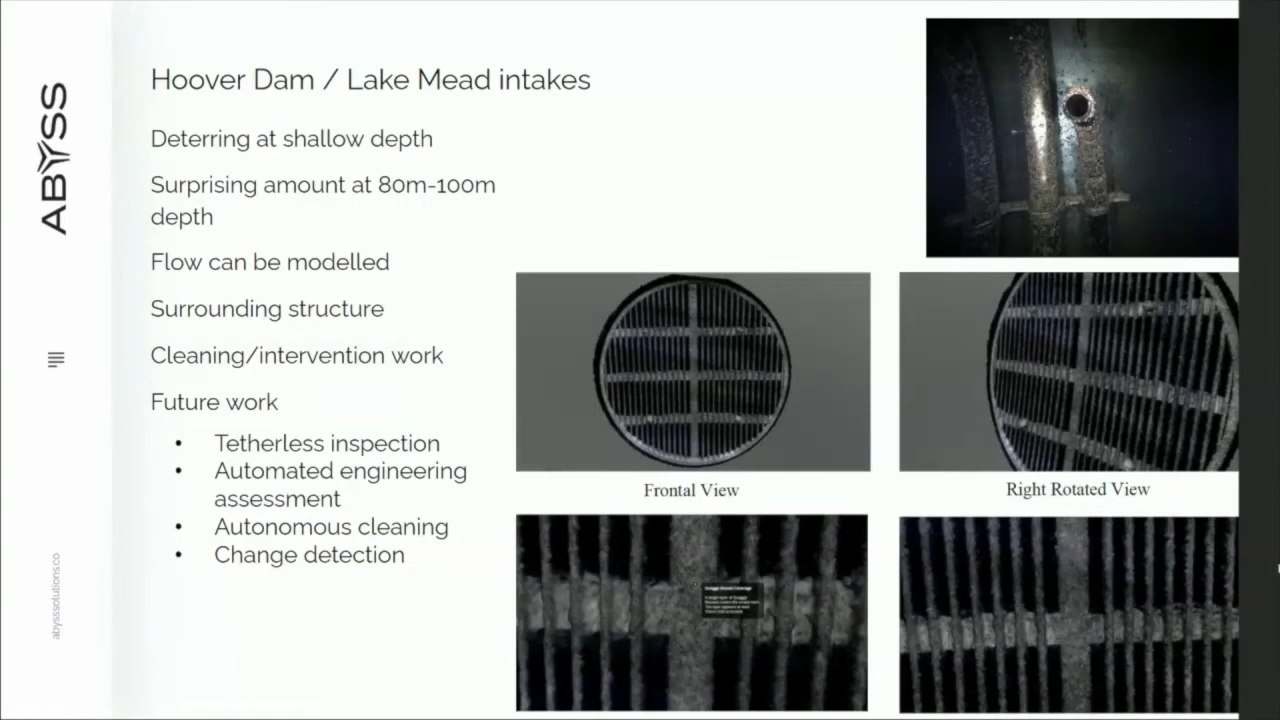 ABYSS
abysssolutions.co
Hoover Dam / Lake Mead intakes
Deterring at shallow depth
Surprising amount at 80m-100m
depth
Flow can be modelled
Surrounding structure
Cleaning/intervention work
Future work
• Tetherless inspection
• Automated engineering
assessment
• Autonomous cleaning
• Change detection
Frontal View
Right Rotated View